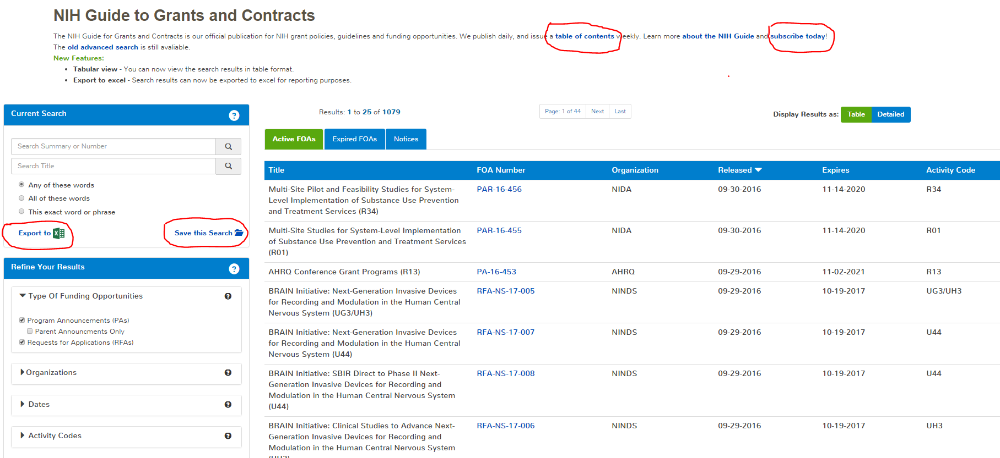 NIH Guide to Grants and Contracts
The NIH Guide for Grants and Contracts is our official publication for NIH grant policies, guidelines and funding opportunities. We publish daily, and issue a table of contents weekly. Learn more about the NIH Guide and subscribe today!
The old advanced search is still avaliable.
New Features:
• Tabular view - You can now view the search results in table format.
• Export to excel - Search results can now be exported to excel for reporting purposes.
Current Search ?
Search Summary or Number
Search Title
Any of these words
All of these words
This exact word or phrase
Export to
Save this Search
Refine Your Results ?
Type Of Funding Opportunities ?
Program Announcements (PAs)
Parent Announcments Only
Requests for Applications (RFAs)
Organizations ?
Dates ?
Activity Codes ?
Results: 1 to 25 of 1079
Page: 1 of 44 Next Last
Display Results as: Table Detailed
Active FOAs Expired FOAs Notices
Title FOA Number Organization Released Expires Activity Code
Multi-Site Pilot and Feasibility Studies for System- PAR-16-456 NIDA 09-30-2016 11-14-2020 R34
Level Implementation of Substance Use Prevention
and Treatment Services (R34)
Multi-Site Studies for System-Level Implementation PAR-16-455 NIDA 09-30-2016 11-14-2020 R01
of Substance Use Prevention and Treatment Services
(R01)
AHRQ Conference Grant Programs (R13) PA-16-453 AHRQ 09-29-2016 11-02-2021 R13
BRAIN Initiative: Next-Generation Invasive Devices RFA-NS-17-005 NINDS 09-29-2016 10-19-2017 UG3/UH3
for Recording and Modulation in the Human Central
Nervous System (UG3/UH3)
BRAIN Initiative: Next-Generation Invasive Devices RFA-NS-17-007 NINDS 09-29-2016 10-19-2017 U44
for Recording and Modulation in the Human Central
Nervous System (U44)
BRAIN Initiative: SBIR Direct to Phase II Next- RFA-NS-17-008 NINDS 09-29-2016 10-19-2017 U44
Generation Invasive Devices for Recording and
Modulation in the Human Central Nervous System
(U44)
BRAIN Initiative: Clinical Studies to Advance Next- RFA-NS-17-006 NINDS 09-29-2016 10-19-2017 UH3
Generation Invasive Devices for Recording and
Modulation in the Human Central Nervous System